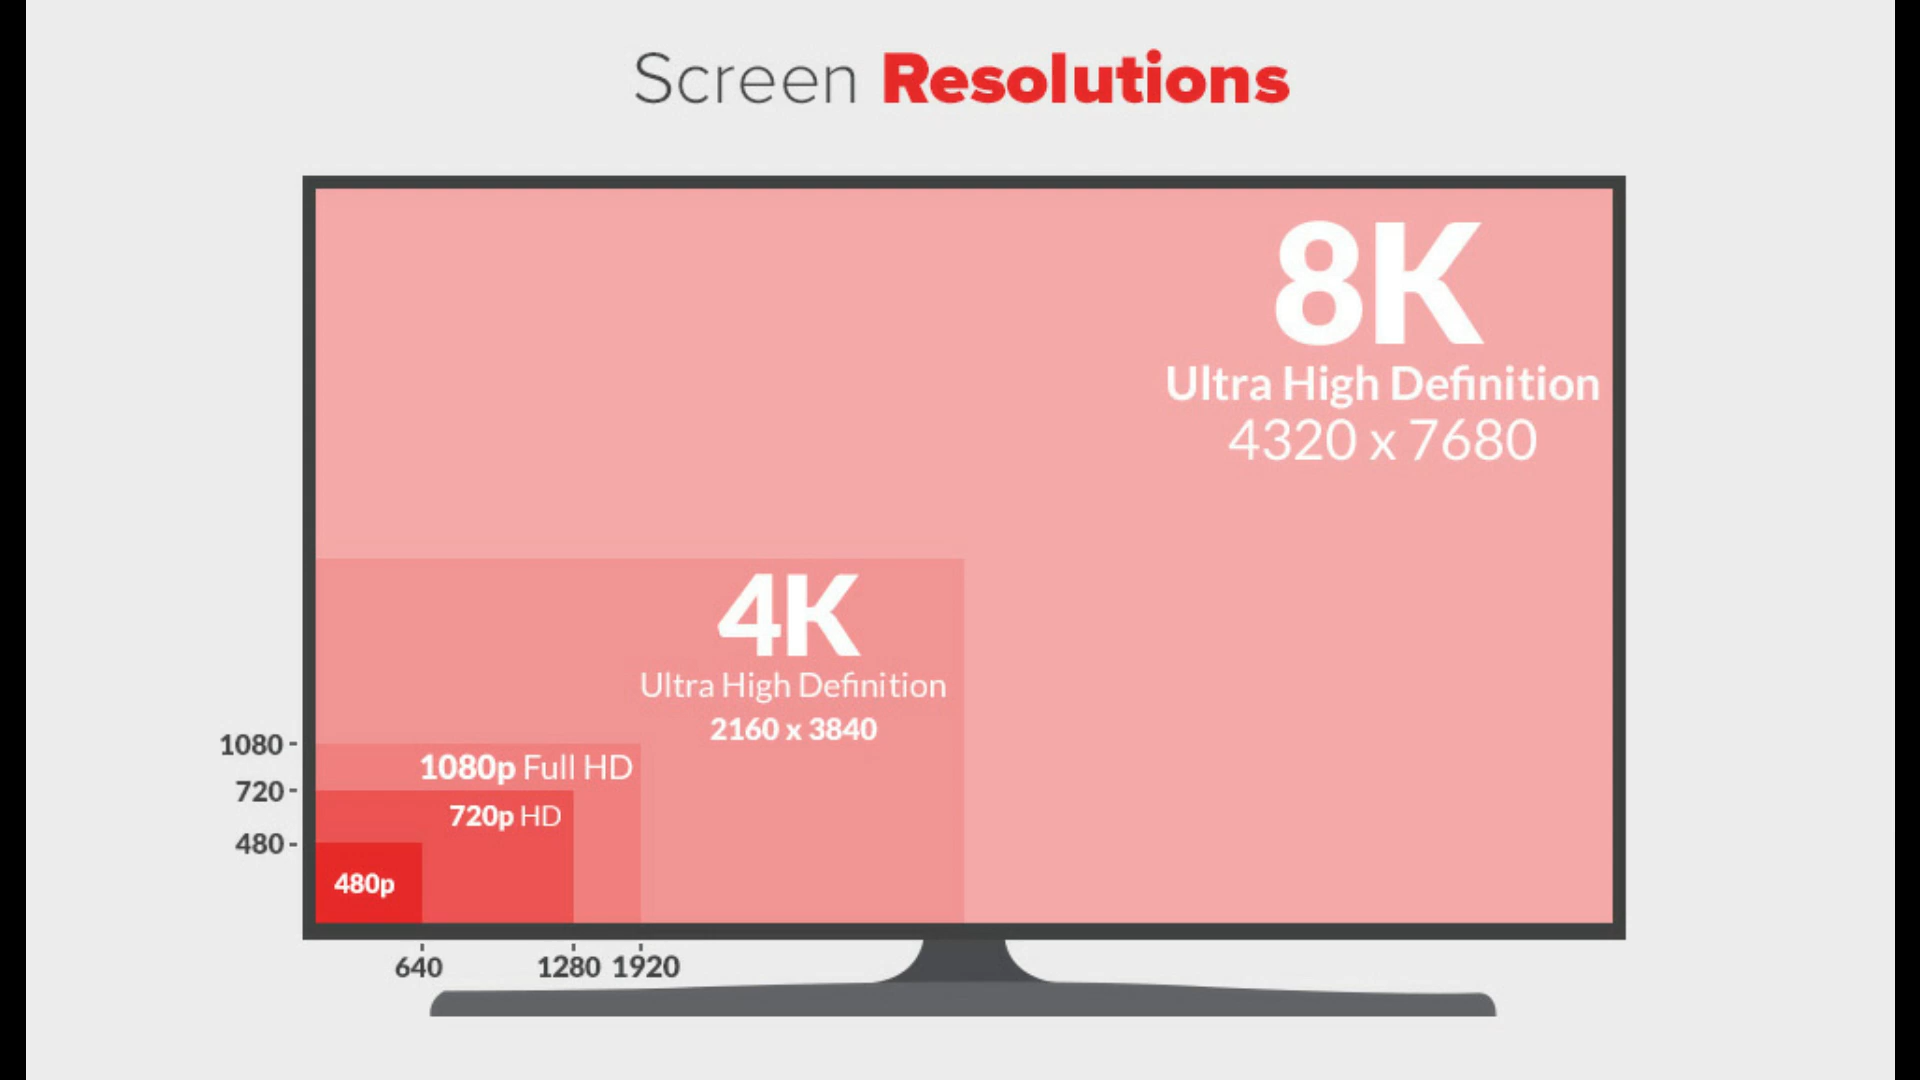 Screen Resolutions
8K
Ultra High Definition
4320 x 7680
4K
Ultra High Definition
2160 x 3840
1080 -
1080p Full HD
720 -
720p HD
480 -
480p
640
1280 1920